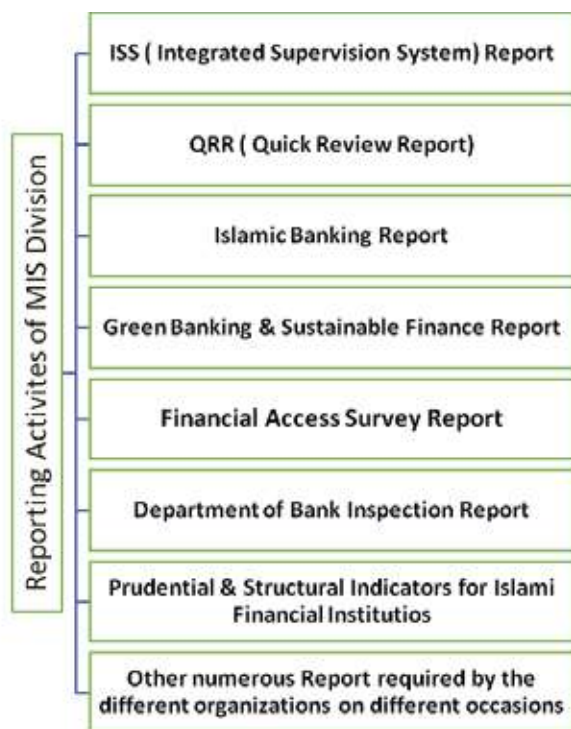 Reporting Activites of MIS Division
ISS ( Integrated Supervision System) Report
QRR ( Quick Review Report)
Islamic Banking Report
Green Banking & Sustainable Finance Report
Financial Access Survey Report
Department of Bank Inspection Report
Prudential & Structural Indicators for Islami
Financial Institutios
Other numerous Report required by the
different organizations on different occasions